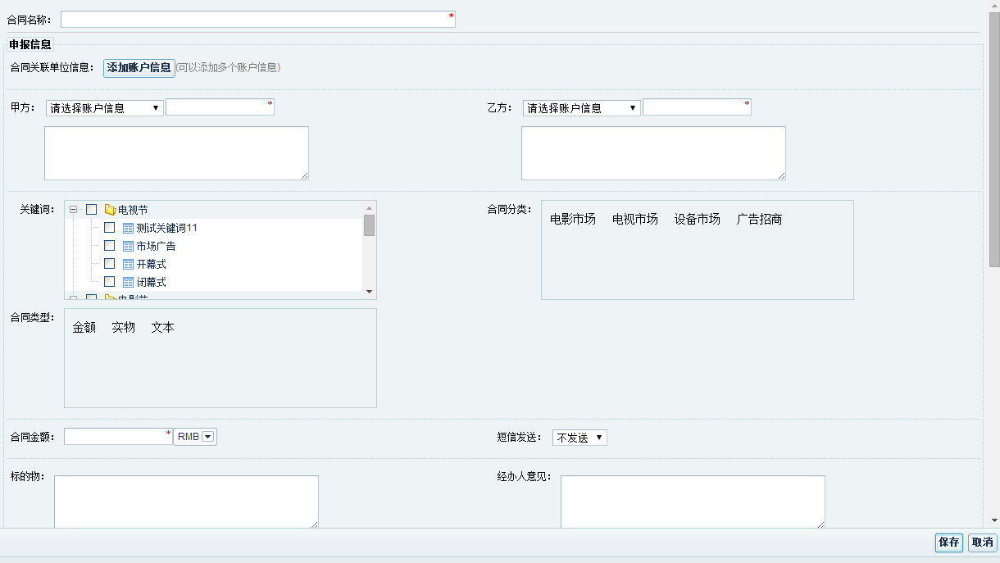 合同名称： *
申报信息
合同关联单位信息： 添加账户信息 (可以添加多个账户信息)
甲方： 请选择账户信息 * 乙方： 请选择账户信息 *
关键词： 电视节 合同分类： 电影市场 电视市场 设备市场 广告招商
测试关键词11
市场广告
开幕式
闭幕式
电影节
合同类型： 金额 实物 文本
合同金额： * RMB 短信发送： 不发送
标的物： 经办人意见：
保存 取消